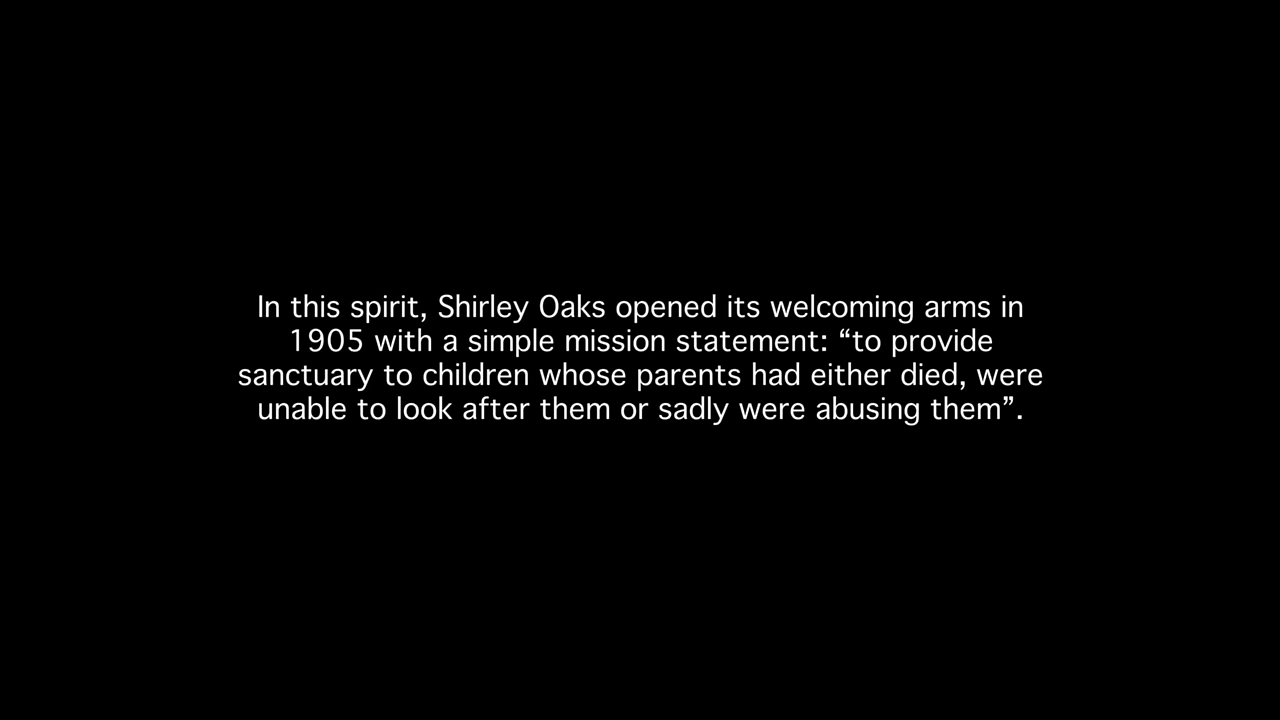 In this spirit, Shirley Oaks opened its welcoming arms in
1905 with a simple mission statement: “to provide
sanctuary to children whose parents had either died, were
unable to look after them or sadly were abusing them”.